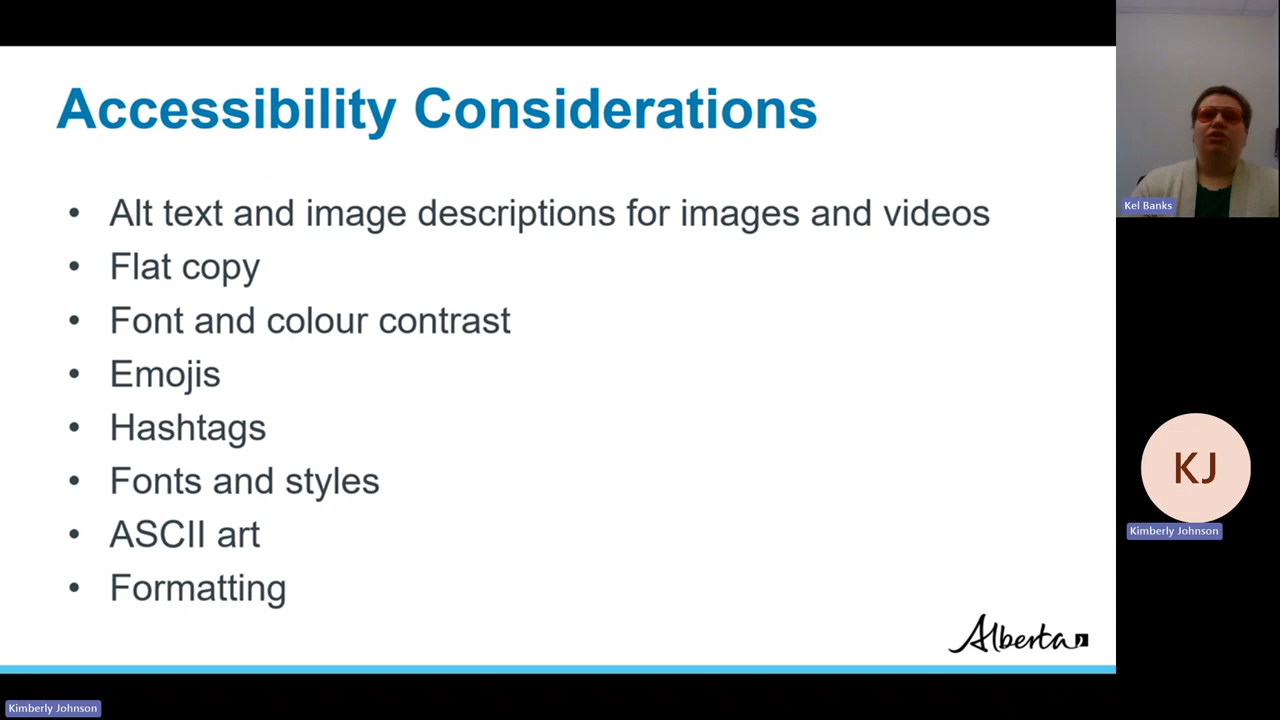 Accessibility Considerations
• Alt text and image descriptions for images and videos
• Flat copy
• Font and colour contrast
• Emojis
• Hashtags
• Fonts and styles
• ASCII art
• Formatting
Alberta
Kel Banks
KJ
Kimberly Johnson
Kimberly Johnson